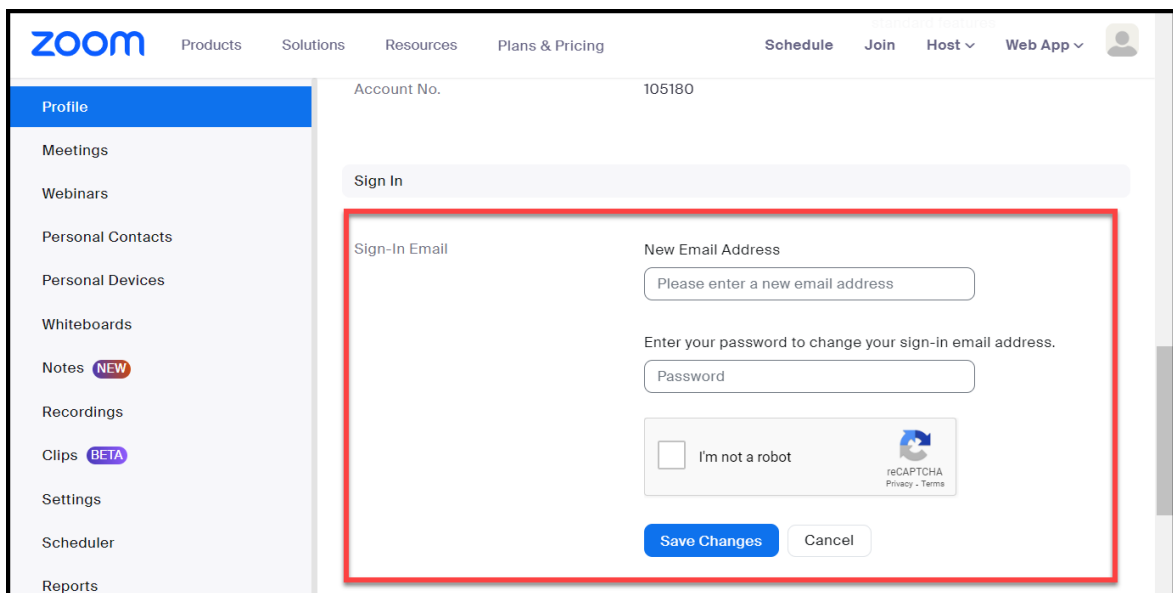 standard features
zoom Products Solutions Resources Plans & Pricing Schedule Join Host Web App
Account No. 105180
Profile
Meetings
Webinars
Personal Contacts
Personal Devices
Whiteboards
Notes NEW
Recordings
Clips BETA
Settings
Scheduler
Reports
Sign In
Sign-In Email
New Email Address
Please enter a new email address
Enter your password to change your sign-in email address.
Password
I'm not a robot
reCAPTCHA
Privacy - Terms
Save Changes Cancel